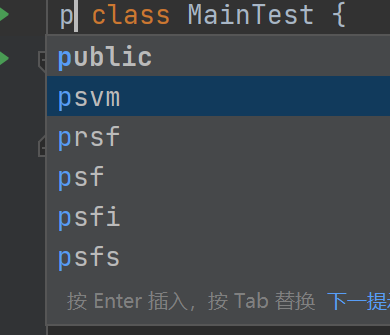 p class MainTest {
public
psvm
prsf
psf
psfi
psfs
按 Enter 插入，按 Tab 替换 下一提